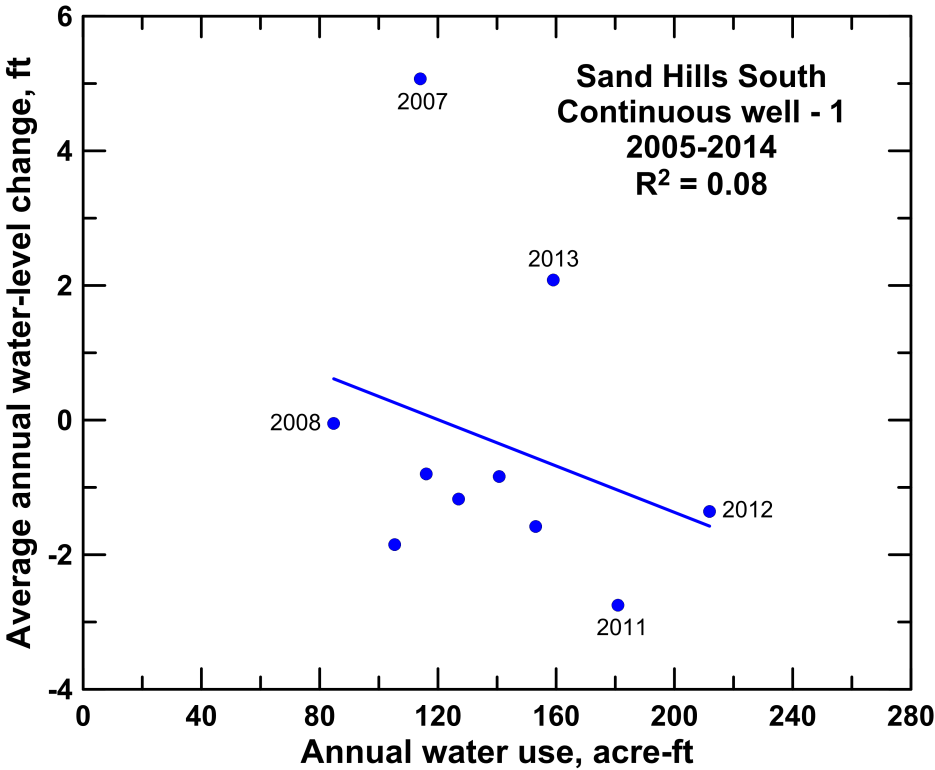 6
4
2
0
-2
-4
0 40 80 120 160 200 240 280
Average annual water-level change, ft
Annual water use, acre-ft
Sand Hills South
Continuous well - 1
2005-2014
R² = 0.08
2007
2013
2008
2012
2011